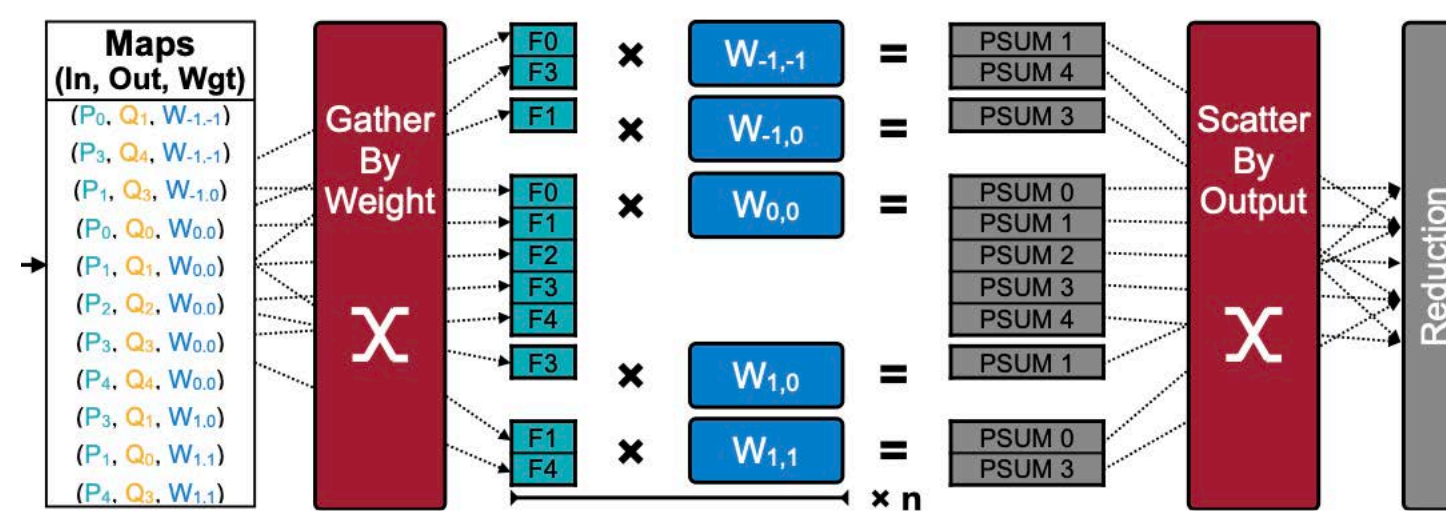 Maps
(In, Out, Wgt)
(P0, Q1, W-1,-1)
(P3, Q4, W-1,-1)
(P1, Q3, W-1,0)
(P0, Q0, W0,0)
(P1, Q1, W0,0)
(P2, Q2, W0,0)
(P3, Q3, W0,0)
(P4, Q4, W0,0)
(P3, Q1, W1,0)
(P1, Q0, W1,1)
(P4, Q3, W1,1)
Gather
By
Weight
F0
F3
F1
F0
F1
F2
F3
F4
F3
F1
F4
× W-1,-1 =
× W-1,0 =
× W0,0 =
× W1,0 =
× W1,1 =
× n
PSUM 1
PSUM 4
PSUM 3
PSUM 0
PSUM 1
PSUM 2
PSUM 3
PSUM 4
PSUM 1
PSUM 0
PSUM 3
Scatter
By
Output
Reduction